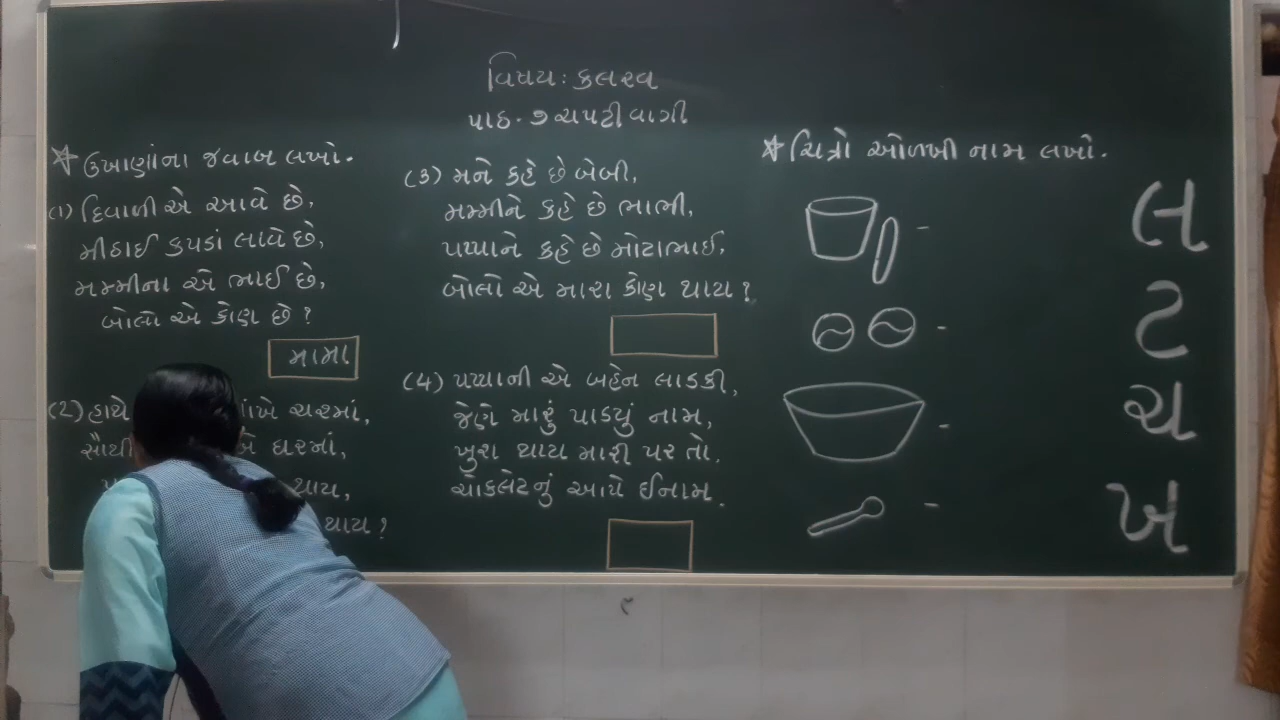 વિષય: કલરવ
પાઠ. ૭ ચપટી વાગી
ઉખાણાંના જવાબ લખો.
(૧) દિવાળી એ આવે છે,
મીઠાઈ કપડાં લાવે છે,
મમ્મીના એ ભાઈ છે,
બોલો એ કોણ છે?
મામા
(૨) હાથે ચશ્માં,
સૌથી ઘરમાં,
થાય,
થાય?
(૩) મને કહે છે બેબી,
મમ્મીને કહે છે ભાભી,
પપ્પાને કહે છે મોટાભાઈ,
બોલો એ મારા કોણ થાય?
(૪) પપ્પાની એ બહેન લાડકી,
જેણે મારું પાડ્યું નામ,
ખુશ થાય મારી પર તો,
ચોકલેટનું આપે ઈનામ.
ચિત્રો ઓળખી નામ લખો.
લ
ટ
ચ
ખ